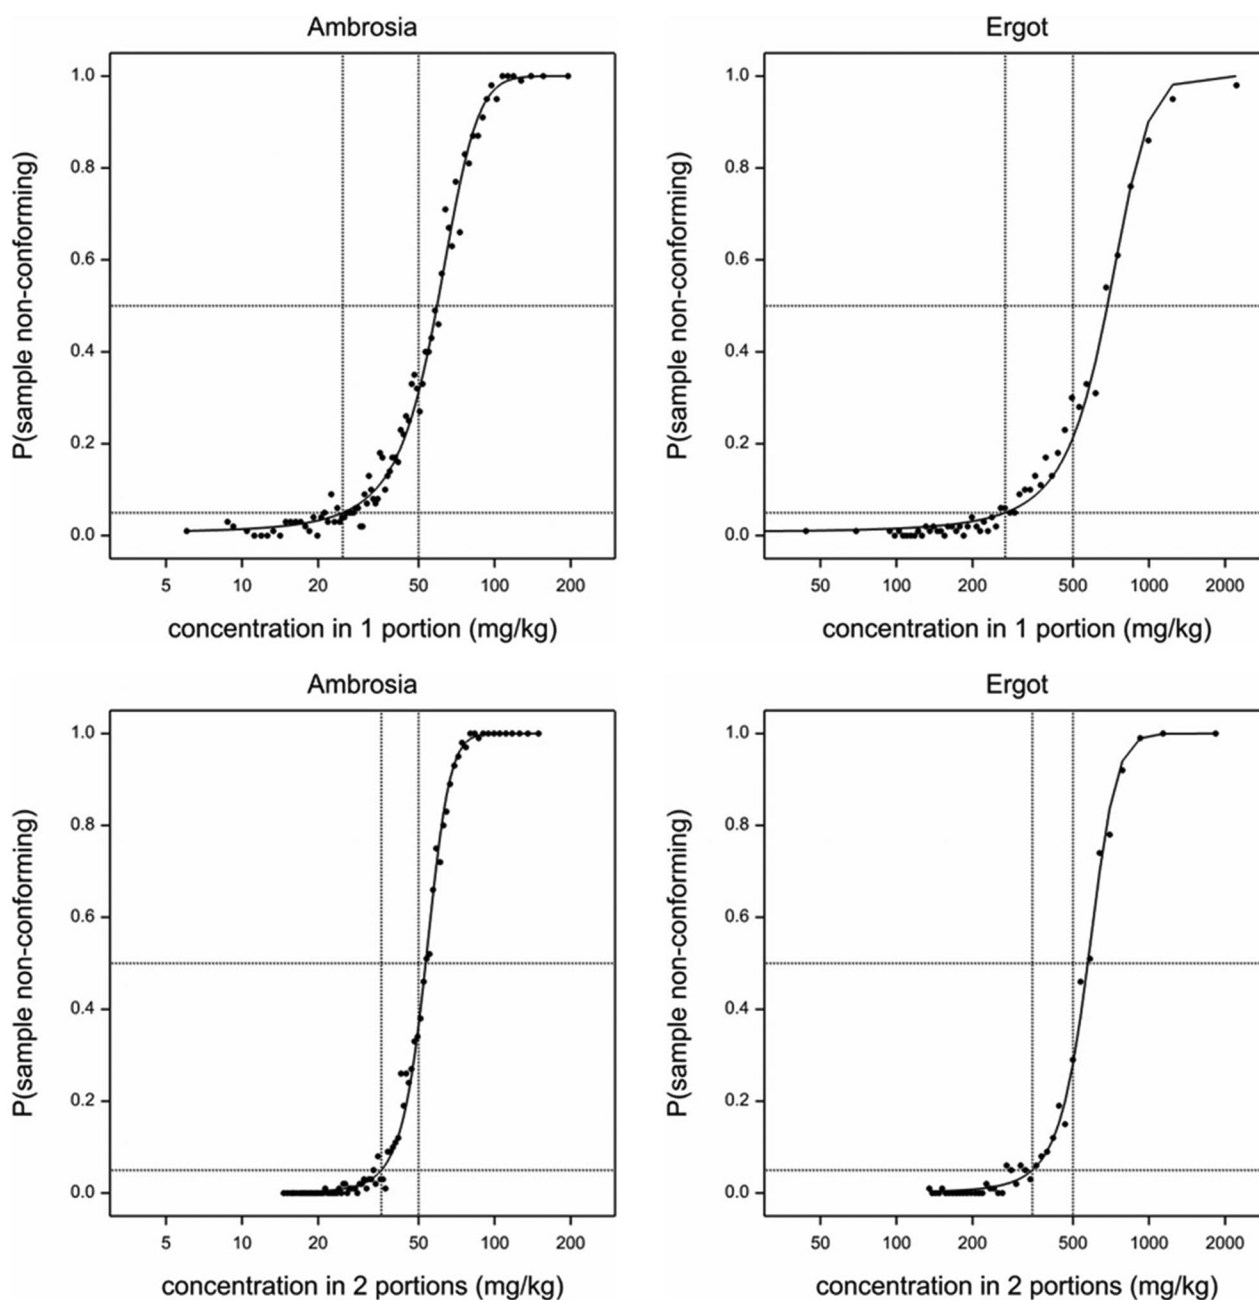 Ambrosia
P(sample non-conforming)
1.0
0.8
0.6
0.4
0.2
0.0
5 10 20 50 100 200
concentration in 1 portion (mg/kg)
Ergot
P(sample non-conforming)
1.0
0.8
0.6
0.4
0.2
0.0
50 100 200 500 1000 2000
concentration in 1 portion (mg/kg)
Ambrosia
P(sample non-conforming)
1.0
0.8
0.6
0.4
0.2
0.0
5 10 20 50 100 200
concentration in 2 portions (mg/kg)
Ergot
P(sample non-conforming)
1.0
0.8
0.6
0.4
0.2
0.0
50 100 200 500 1000 2000
concentration in 2 portions (mg/kg)